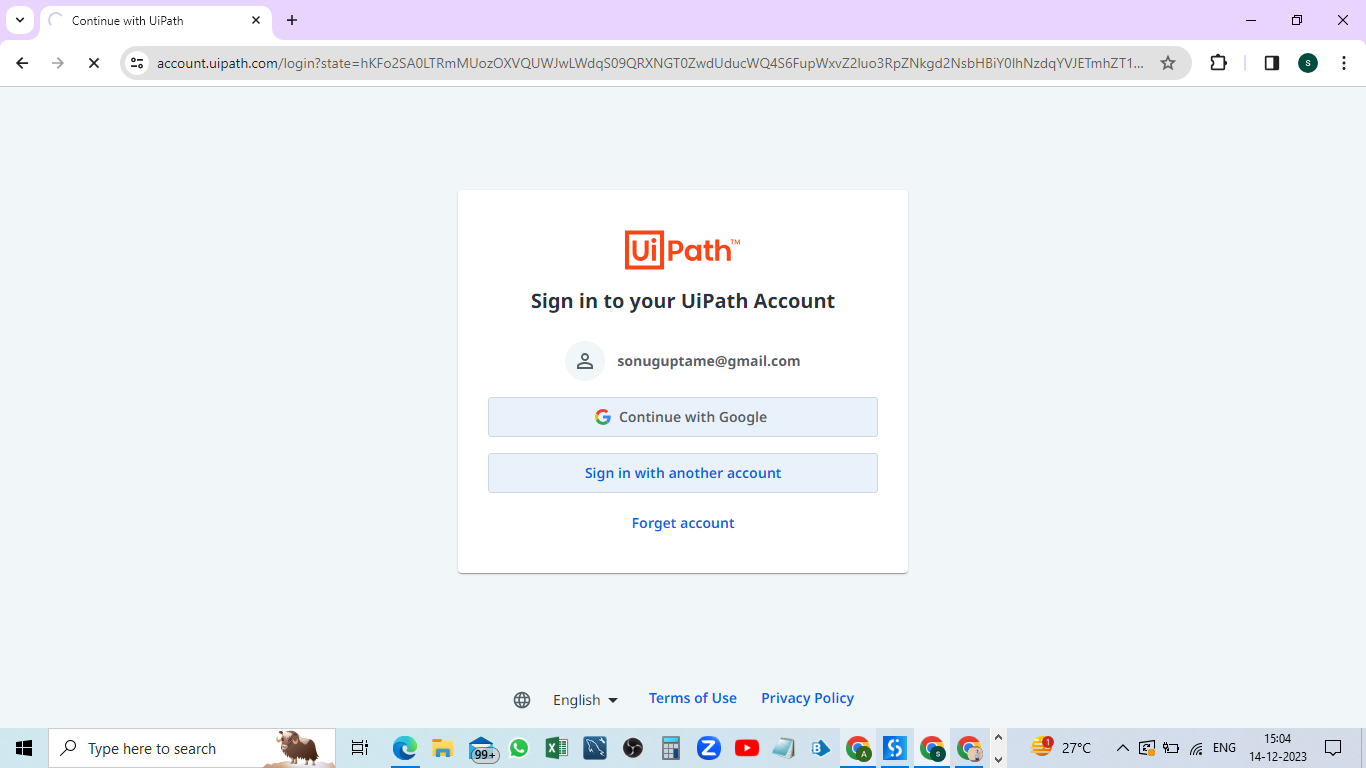 Continue with UiPath
account.uipath.com/login?state=hKFo2SA0LTRmMUozOXVQUWJwLWdqS09QRXNGT0ZwdUducWQ4S6FupWxvZ2luo3RpZNkgd2NsbHBiY0lhNzdqYVJETmhZT1...
s
UiPath™
Sign in to your UiPath Account
sonuguptame@gmail.com
Continue with Google
Sign in with another account
Forget account
English
Terms of Use
Privacy Policy
Type here to search
99+
A
s
1
27°C
ENG
15:04
14-12-2023